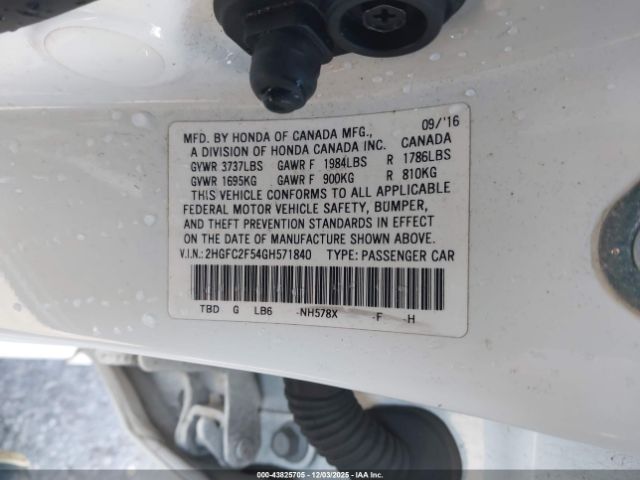 MFD. BY HONDA OF CANADA MFG., 09/'16
A DIVISION OF HONDA CANADA INC. CANADA
GVWR 3737LBS GAWR F 1984LBS R 1786LBS
GVWR 1695KG GAWR F 900KG R 810KG
THIS VEHICLE CONFORMS TO ALL APPLICABLE
FEDERAL MOTOR VEHICLE SAFETY, BUMPER,
AND THEFT PREVENTION STANDARDS IN EFFECT
ON THE DATE OF MANUFACTURE SHOWN ABOVE.
V.I.N.: 2HGFC2F54GH571840 TYPE: PASSENGER CAR
TBD G LB6 -NH578X -F -H
000-43825705 - 12/03/2025 - IAAI.COM